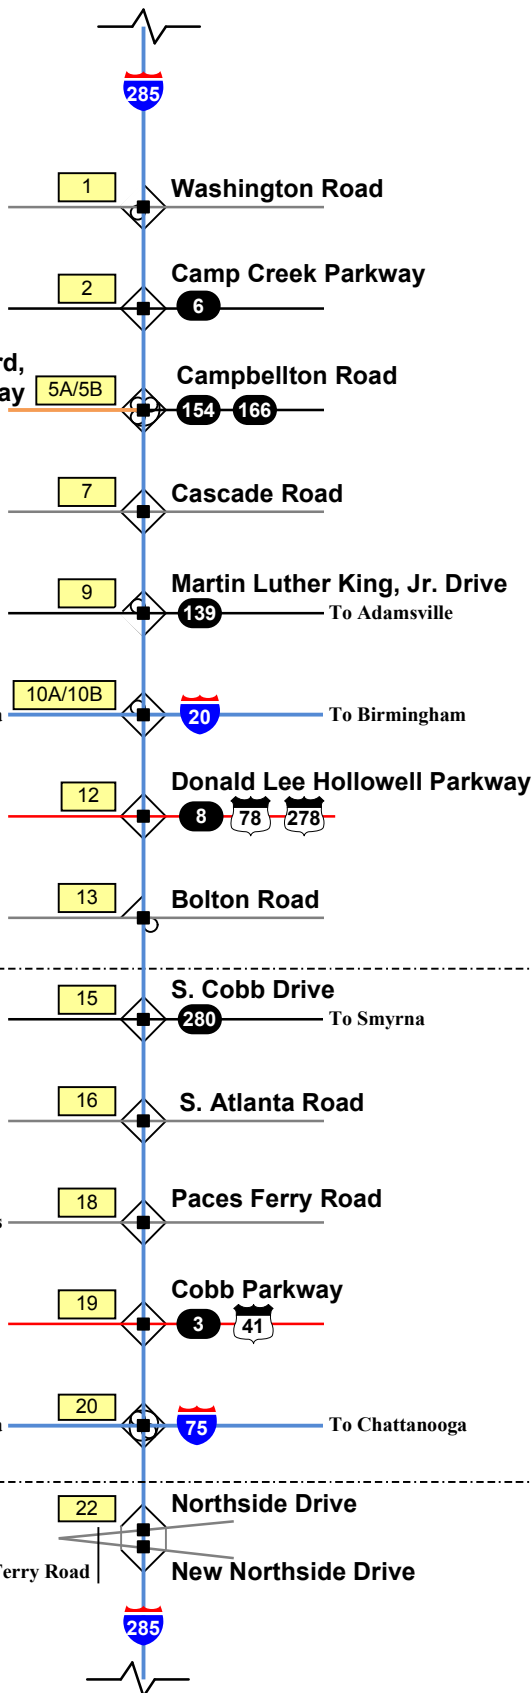 285
1
Washington Road
2
Camp Creek Parkway
6
5A/5B
Campbellton Road
154 166
7
Cascade Road
9
Martin Luther King, Jr. Drive
139
To Adamsville
10A/10B
20
To Birmingham
12
Donald Lee Hollowell Parkway
8 78 278
13
Bolton Road
15
S. Cobb Drive
280
To Smyrna
16
S. Atlanta Road
18
Paces Ferry Road
19
Cobb Parkway
3 41
20
75
To Chattanooga
22
Northside Drive
Ferry Road
New Northside Drive
285